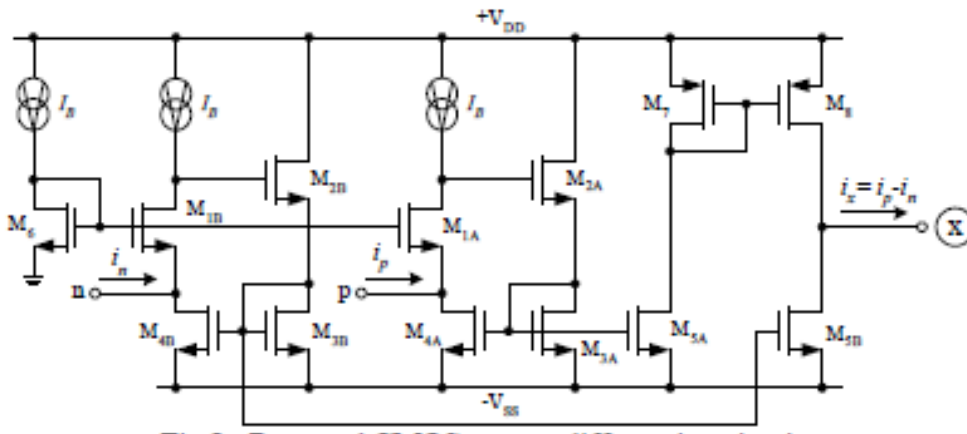 +V_DD
I_B I_B I_B
M_7 M_8
M_2B M_2A
M_6 M_1B M_1A
i_x = i_p-i_n
X
i_n i_p
n p
M_4B M_3B M_4A M_3A M_5A M_5B
-V_SS